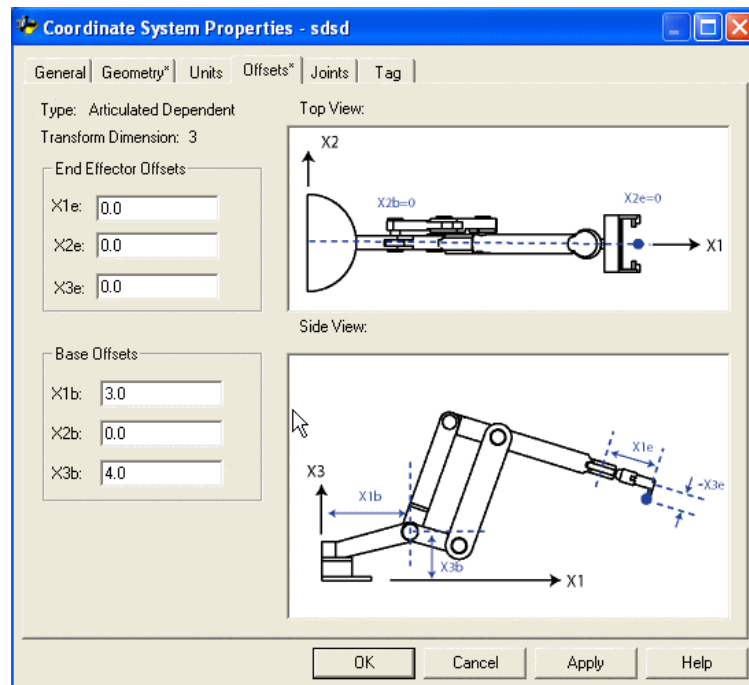 Coordinate System Properties - sdsd
General Geometry* Units Offsets* Joints Tag
Type: Articulated Dependent
Transform Dimension: 3
End Effector Offsets
X1e: 0.0
X2e: 0.0
X3e: 0.0
Base Offsets
X1b: 3.0
X2b: 0.0
X3b: 4.0
Top View:
X2
X2b=0
X2e=0
X1
Side View:
X1e
-X3e
X3
X1b
X3b
X1
OK Cancel Apply Help